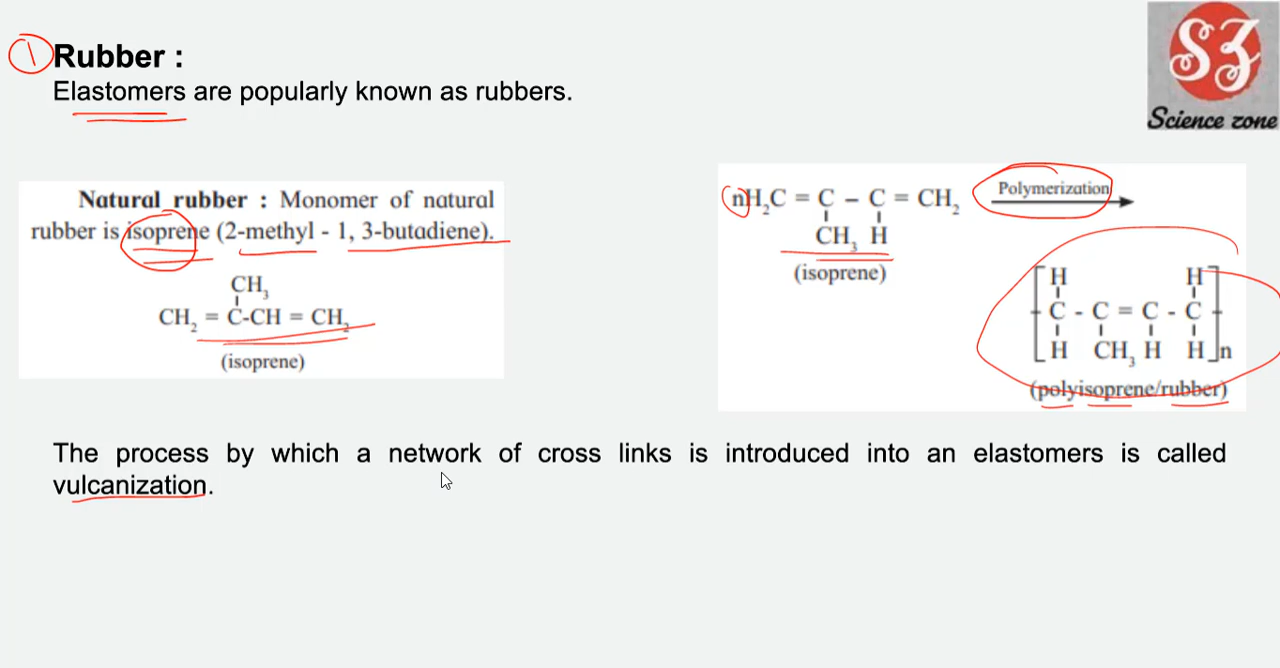 1 Rubber :
Elastomers are popularly known as rubbers.
SZ
Science zone
Natural rubber : Monomer of natural
rubber is isoprene (2-methyl - 1, 3-butadiene).
CH₃
CH₂ = C-CH = CH₂
(isoprene)
nH₂C = C – C = CH₂ Polymerization
CH₃ H
(isoprene)
H H
C - C = C - C
H CH₃ H H n
(polyisoprene/rubber)
The process by which a network of cross links is introduced into an elastomers is called
vulcanization.